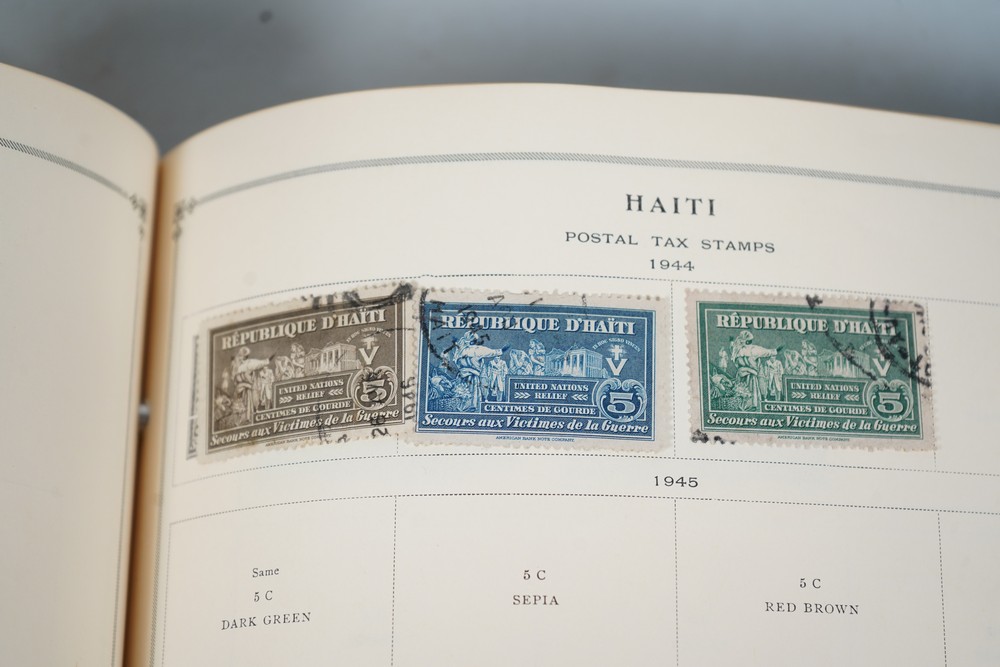 HAITI
POSTAL TAX STAMPS
1944
RÉPUBLIQUE D'HAÏTI
UNITED NATIONS
RELIEF
5
CENTIMES DE GOURDE
Secours aux Victimes de la Guerre
RÉPUBLIQUE D'HAÏTI
V
UNITED NATIONS
RELIEF
5
CENTIMES DE GOURDE
Secours aux Victimes de la Guerre
AMERICAN BANK NOTE COMPANY
RÉPUBLIQUE D'HAÏTI
V
UNITED NATIONS
RELIEF
5
CENTIMES DE GOURDE
Secours aux Victimes de la Guerre
AMERICAN BANK NOTE COMPANY
1945
Same
5 C
DARK GREEN
5 C
SEPIA
5 C
RED BROWN